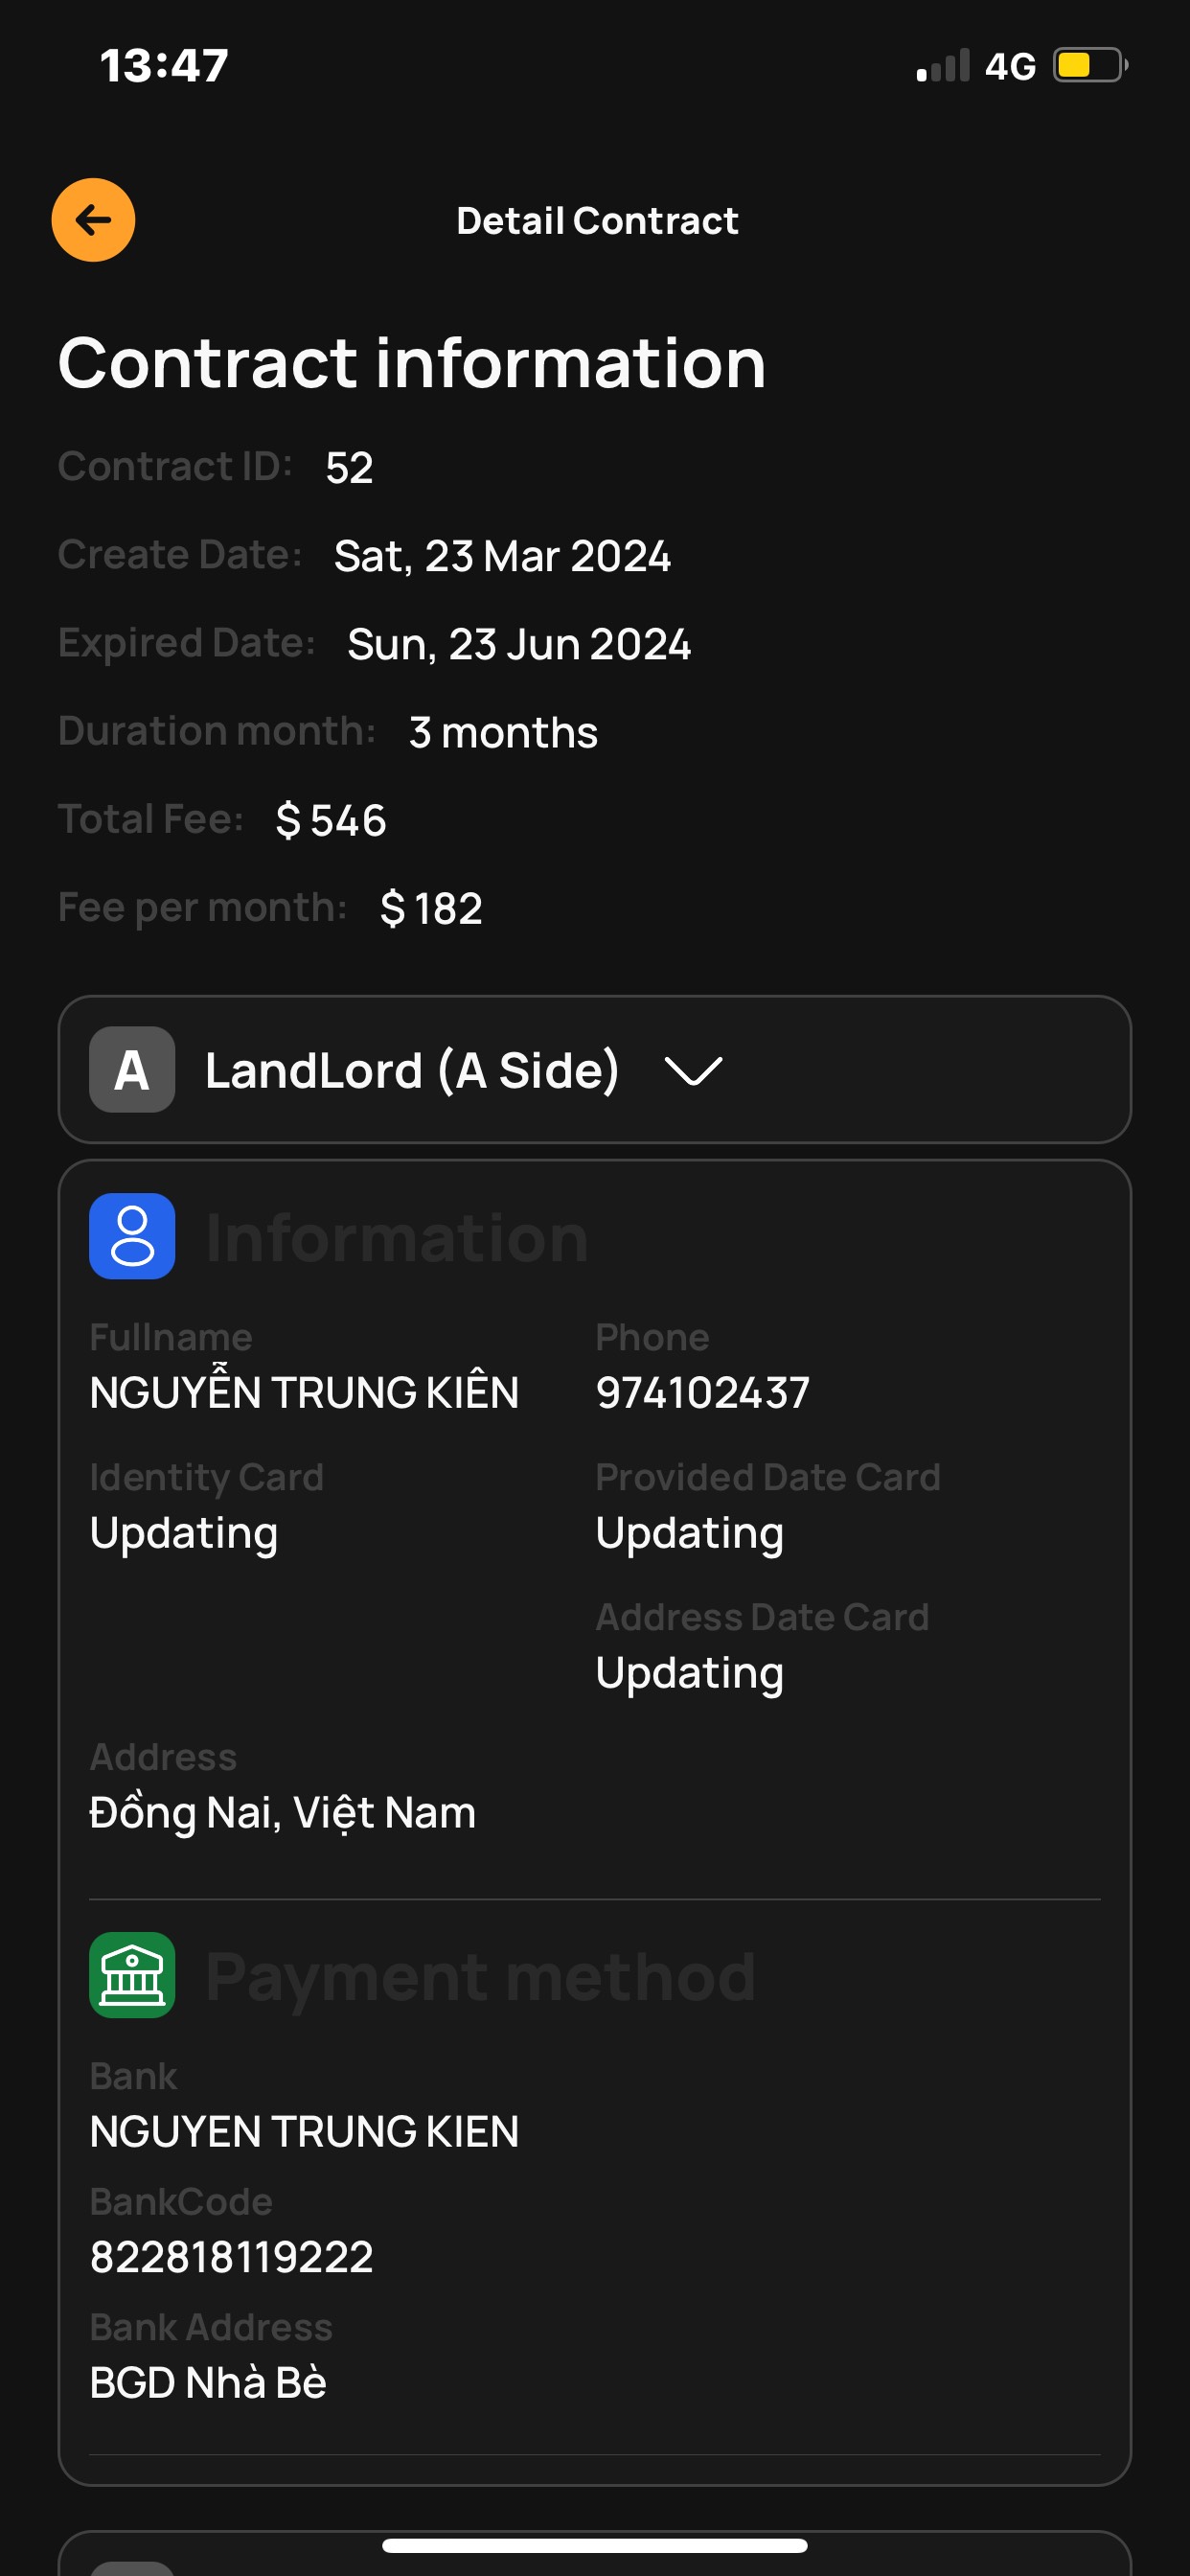 13:47
4G
Detail Contract
Contract information
Contract ID: 52
Create Date: Sat, 23 Mar 2024
Expired Date: Sun, 23 Jun 2024
Duration month: 3 months
Total Fee: $ 546
Fee per month: $ 182
A LandLord (A Side)
Information
Fullname Phone
NGUYỄN TRUNG KIÊN 974102437
Identity Card Provided Date Card
Updating Updating
Address Date Card
Updating
Address
Đồng Nai, Việt Nam
Payment method
Bank
NGUYEN TRUNG KIEN
BankCode
822818119222
Bank Address
BGD Nhà Bè